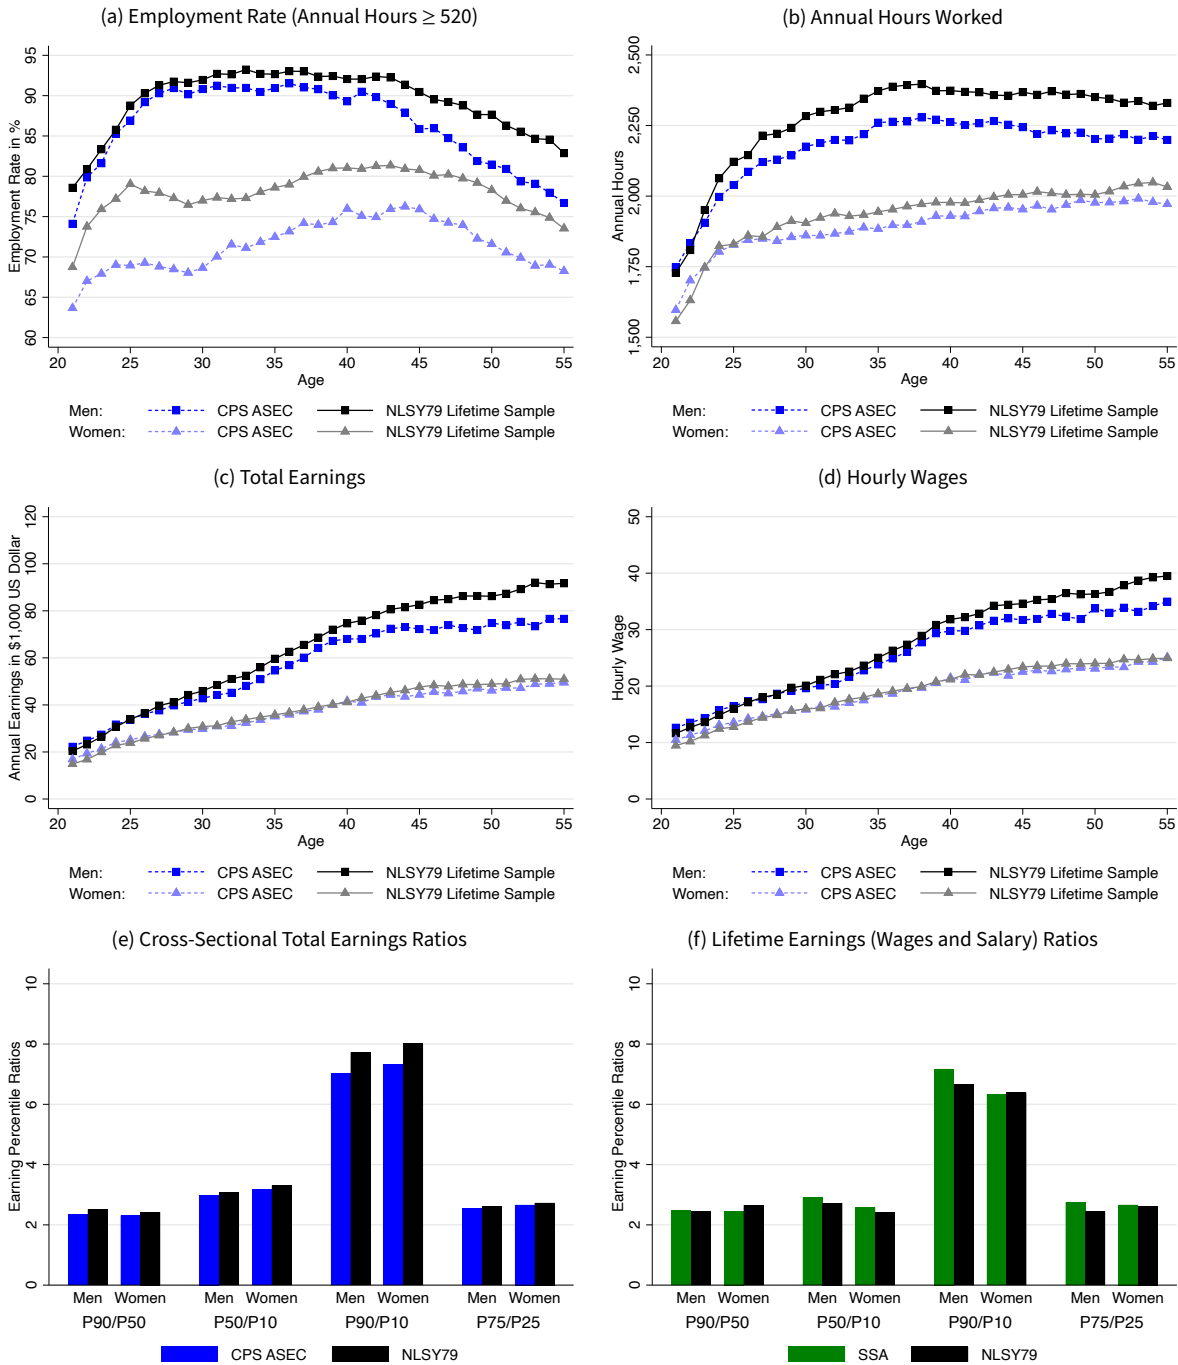 (a) Employment Rate (Annual Hours ≥ 520)
Employment Rate in %
95
90
85
80
75
70
65
60
20 25 30 35 40 45 50 55
Age
Men: CPS ASEC NLSY79 Lifetime Sample
Women: CPS ASEC NLSY79 Lifetime Sample
(b) Annual Hours Worked
Annual Hours
2,500
2,250
2,000
1,750
1,500
20 25 30 35 40 45 50 55
Age
Men: CPS ASEC NLSY79 Lifetime Sample
Women: CPS ASEC NLSY79 Lifetime Sample
(c) Total Earnings
Annual Earnings in $1,000 US Dollar
120
100
80
60
40
20
0
20 25 30 35 40 45 50 55
Age
Men: CPS ASEC NLSY79 Lifetime Sample
Women: CPS ASEC NLSY79 Lifetime Sample
(d) Hourly Wages
Hourly Wage
50
40
30
20
10
0
20 25 30 35 40 45 50 55
Age
Men: CPS ASEC NLSY79 Lifetime Sample
Women: CPS ASEC NLSY79 Lifetime Sample
(e) Cross-Sectional Total Earnings Ratios
Earning Percentile Ratios
10
8
6
4
2
0
Men Women Men Women Men Women Men Women
P90/P50 P50/P10 P90/P10 P75/P25
CPS ASEC NLSY79
(f) Lifetime Earnings (Wages and Salary) Ratios
Earning Percentile Ratios
10
8
6
4
2
0
Men Women Men Women Men Women Men Women
P90/P50 P50/P10 P90/P10 P75/P25
SSA NLSY79